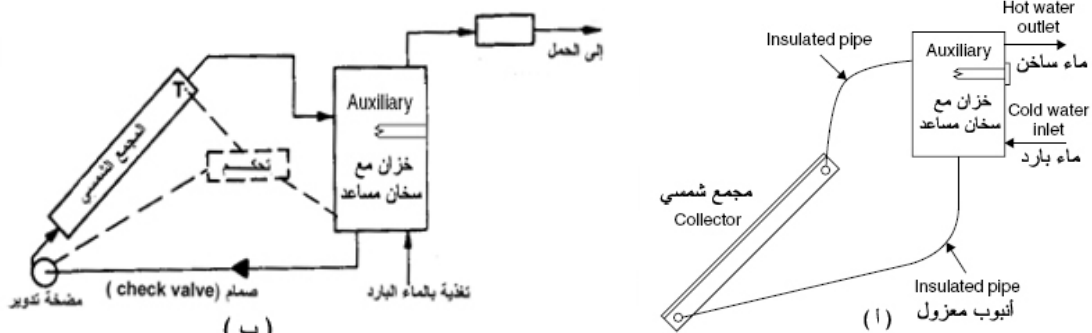 إلى الحمل
Auxiliary
خزان مع
سخان مساعد
T
المجمع الشمسي
تحكم
صمام (check valve)
مضخة تدوير
تغذية بالماء البارد
(ب)
Hot water
outlet
ماء ساخن
Insulated pipe
Auxiliary
خزان مع
سخان مساعد
Cold water
inlet
ماء بارد
مجمع شمسي
Collector
Insulated pipe
أنبوب معزول
(أ)